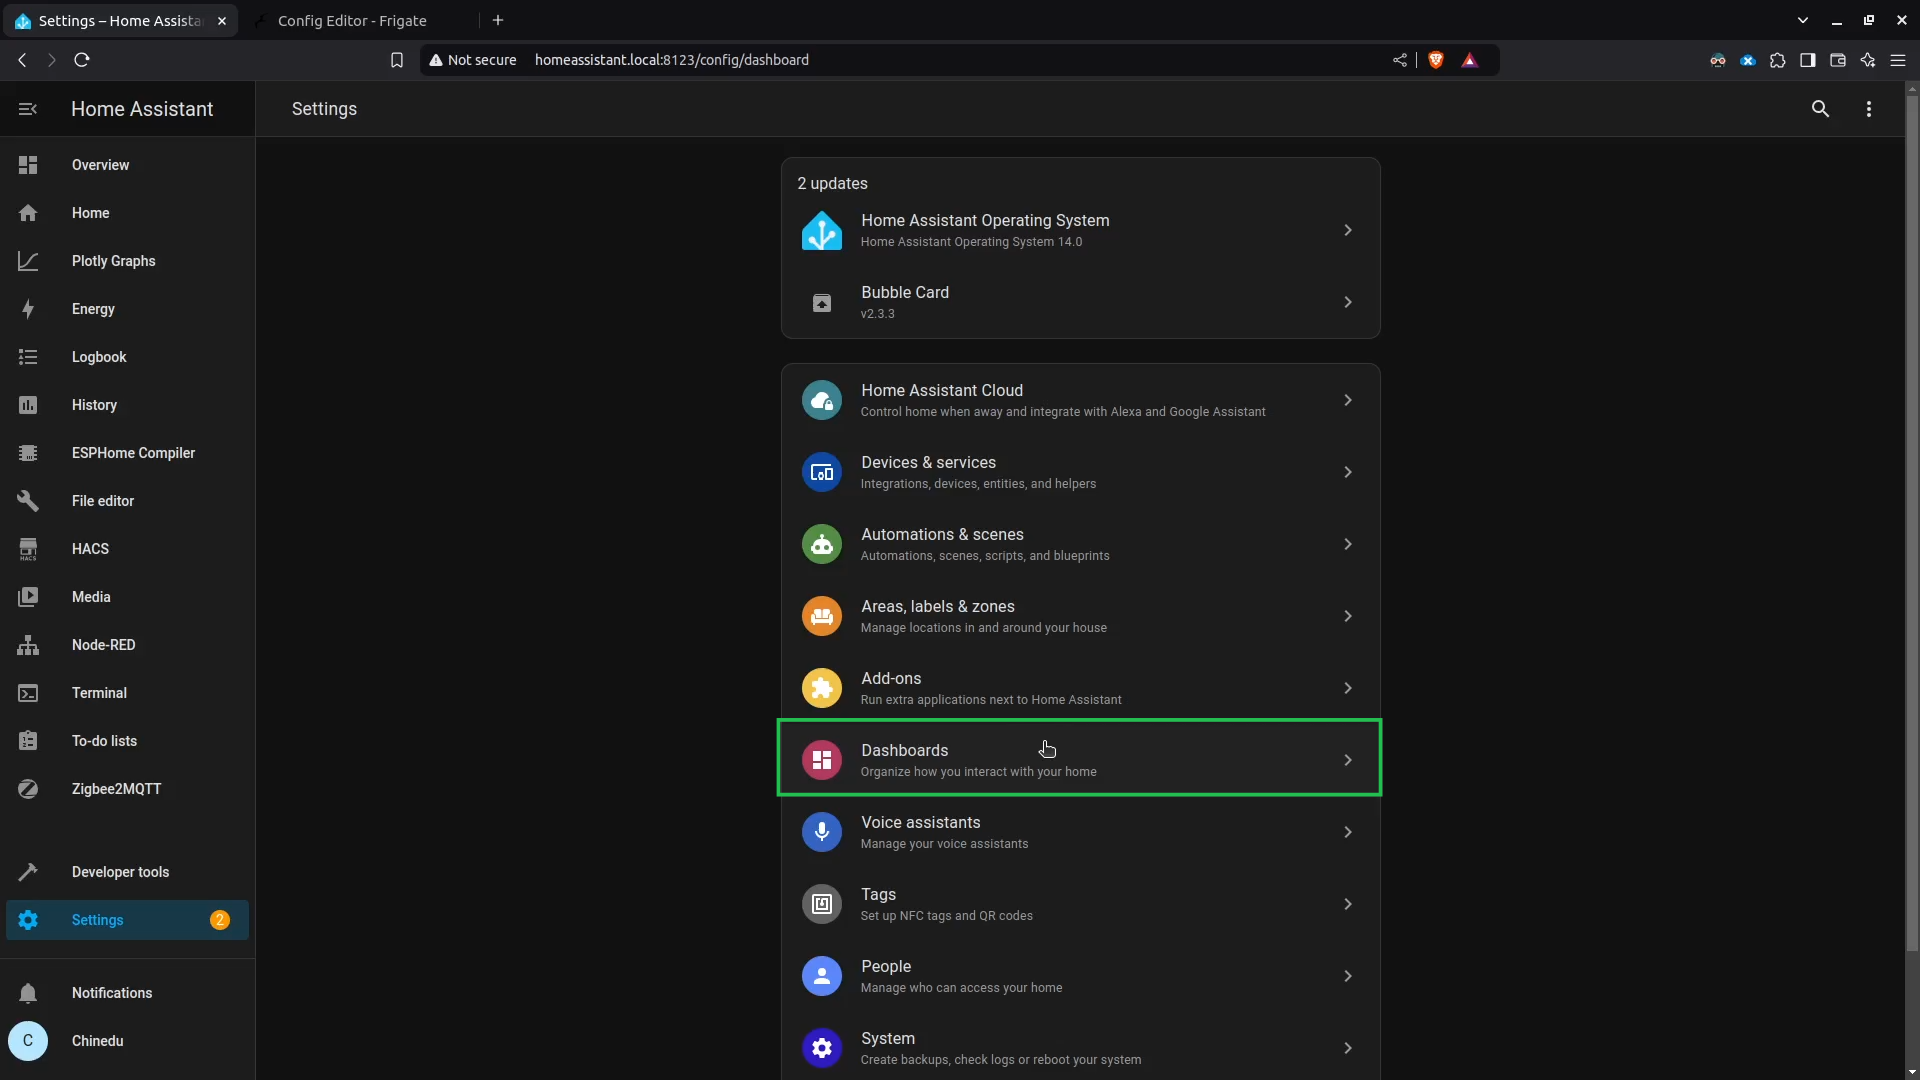 Settings – Home Assista
Config Editor - Frigate
Not secure
homeassistant.local:8123/config/dashboard
Home Assistant
Settings
Overview
Home
Plotly Graphs
Energy
Logbook
History
ESPHome Compiler
File editor
HACS
HACS
Media
Node-RED
Terminal
To-do lists
Zigbee2MQTT
Developer tools
Settings
2
Notifications
C
Chinedu
2 updates
Home Assistant Operating System
Home Assistant Operating System 14.0
Bubble Card
v2.3.3
Home Assistant Cloud
Control home when away and integrate with Alexa and Google Assistant
Devices & services
Integrations, devices, entities, and helpers
Automations & scenes
Automations, scenes, scripts, and blueprints
Areas, labels & zones
Manage locations in and around your house
Add-ons
Run extra applications next to Home Assistant
Dashboards
Organize how you interact with your home
Voice assistants
Manage your voice assistants
Tags
Set up NFC tags and QR codes
People
Manage who can access your home
System
Create backups, check logs or reboot your system